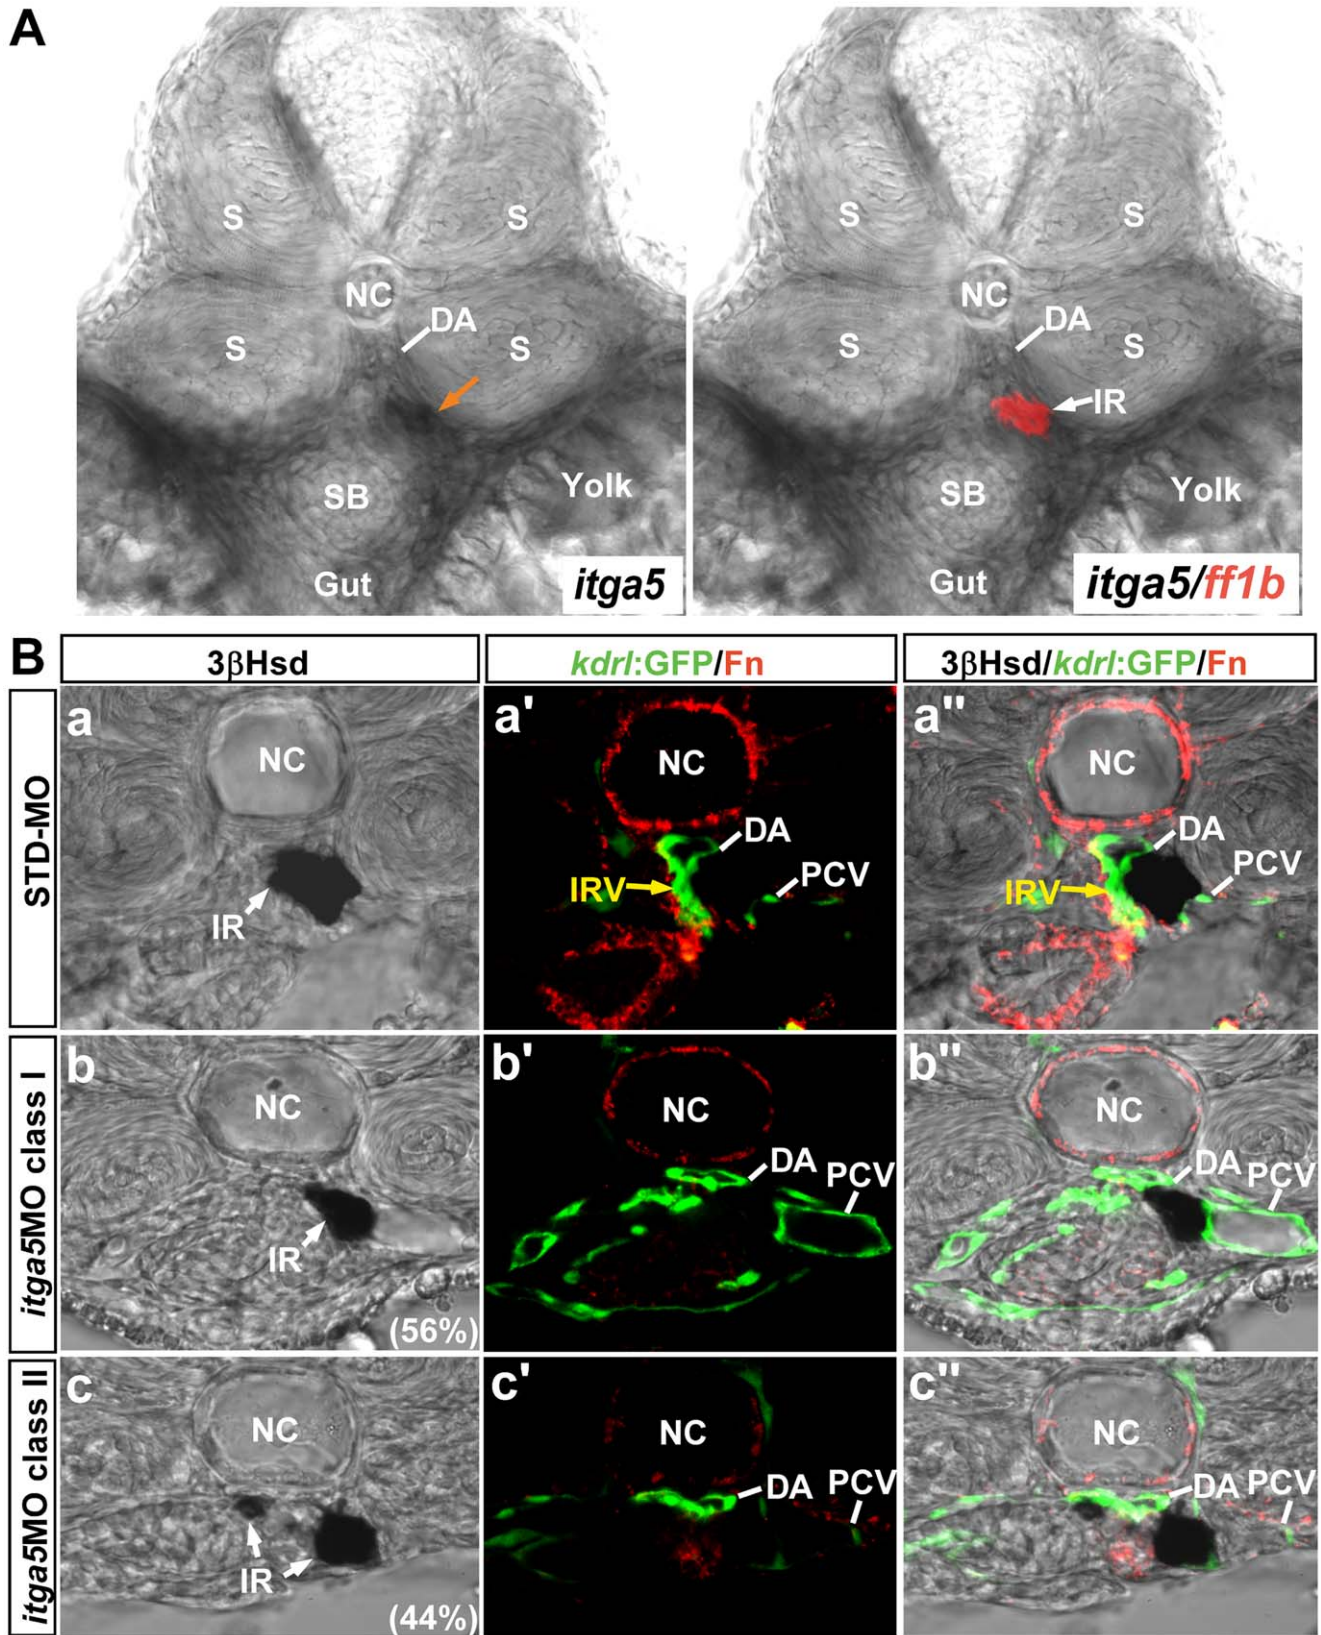 A
S
S
NC
DA
S
S
SB
Yolk
Gut
itga5
S
S
NC
DA
S
S
IR
SB
Yolk
Gut
itga5/ff1b
B
3βHsd
kdrl:GFP/Fn
3βHsd/kdrl:GFP/Fn
STD-MO
a
NC
IR
a'
NC
DA
IRV
PCV
a''
DA
PCV
IRV
itga5MO class I
b
NC
IR
(56%)
b'
NC
DA
PCV
b''
NC
DA
PCV
itga5MO class II
c
NC
IR
(44%)
c'
NC
DA
PCV
c''
NC
DA
PCV